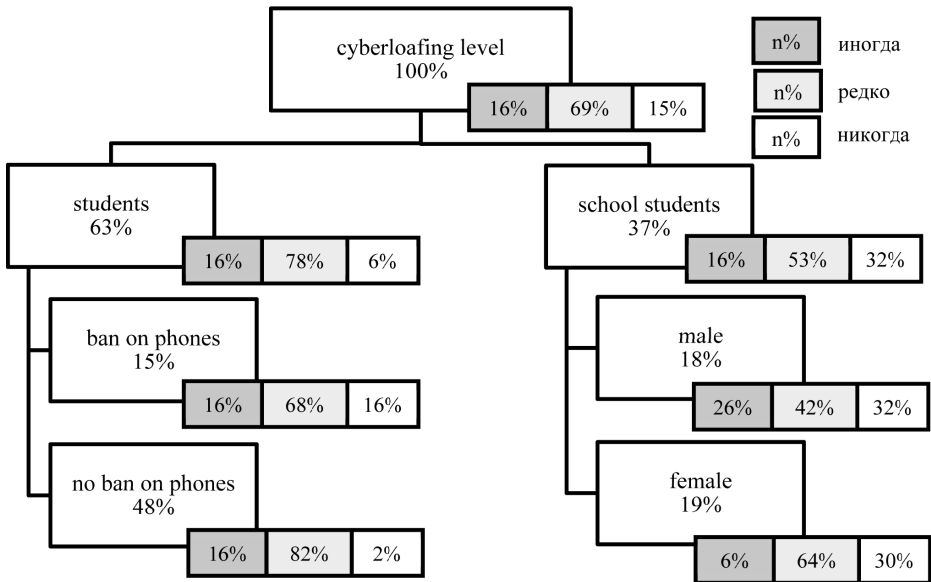 cyberloafing level
100%
16% 69% 15%
n% иногда
n% редко
n% никогда
students
63%
16% 78% 6%
school students
37%
16% 53% 32%
ban on phones
15%
16% 68% 16%
male
18%
26% 42% 32%
no ban on phones
48%
16% 82% 2%
female
19%
6% 64% 30%